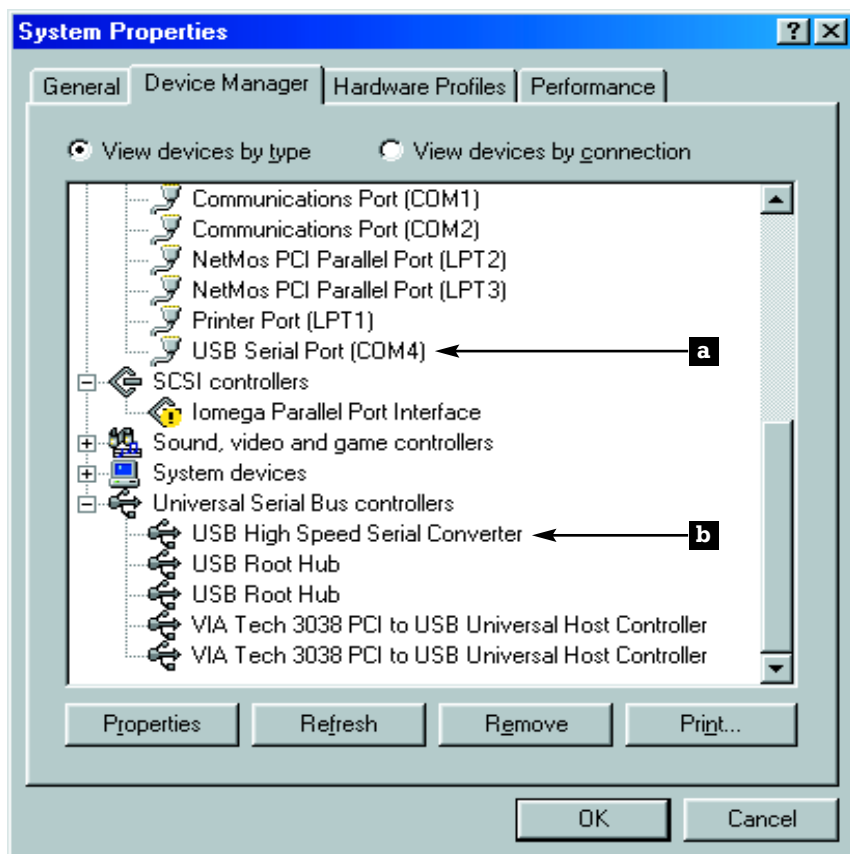 System Properties
General Device Manager Hardware Profiles Performance
View devices by type View devices by connection
Communications Port (COM1)
Communications Port (COM2)
NetMos PCI Parallel Port (LPT2)
NetMos PCI Parallel Port (LPT3)
Printer Port (LPT1)
USB Serial Port (COM4) a
SCSI controllers
Iomega Parallel Port Interface
Sound, video and game controllers
System devices
Universal Serial Bus controllers
USB High Speed Serial Converter b
USB Root Hub
USB Root Hub
VIA Tech 3038 PCI to USB Universal Host Controller
VIA Tech 3038 PCI to USB Universal Host Controller
Properties Refresh Remove Print...
OK Cancel